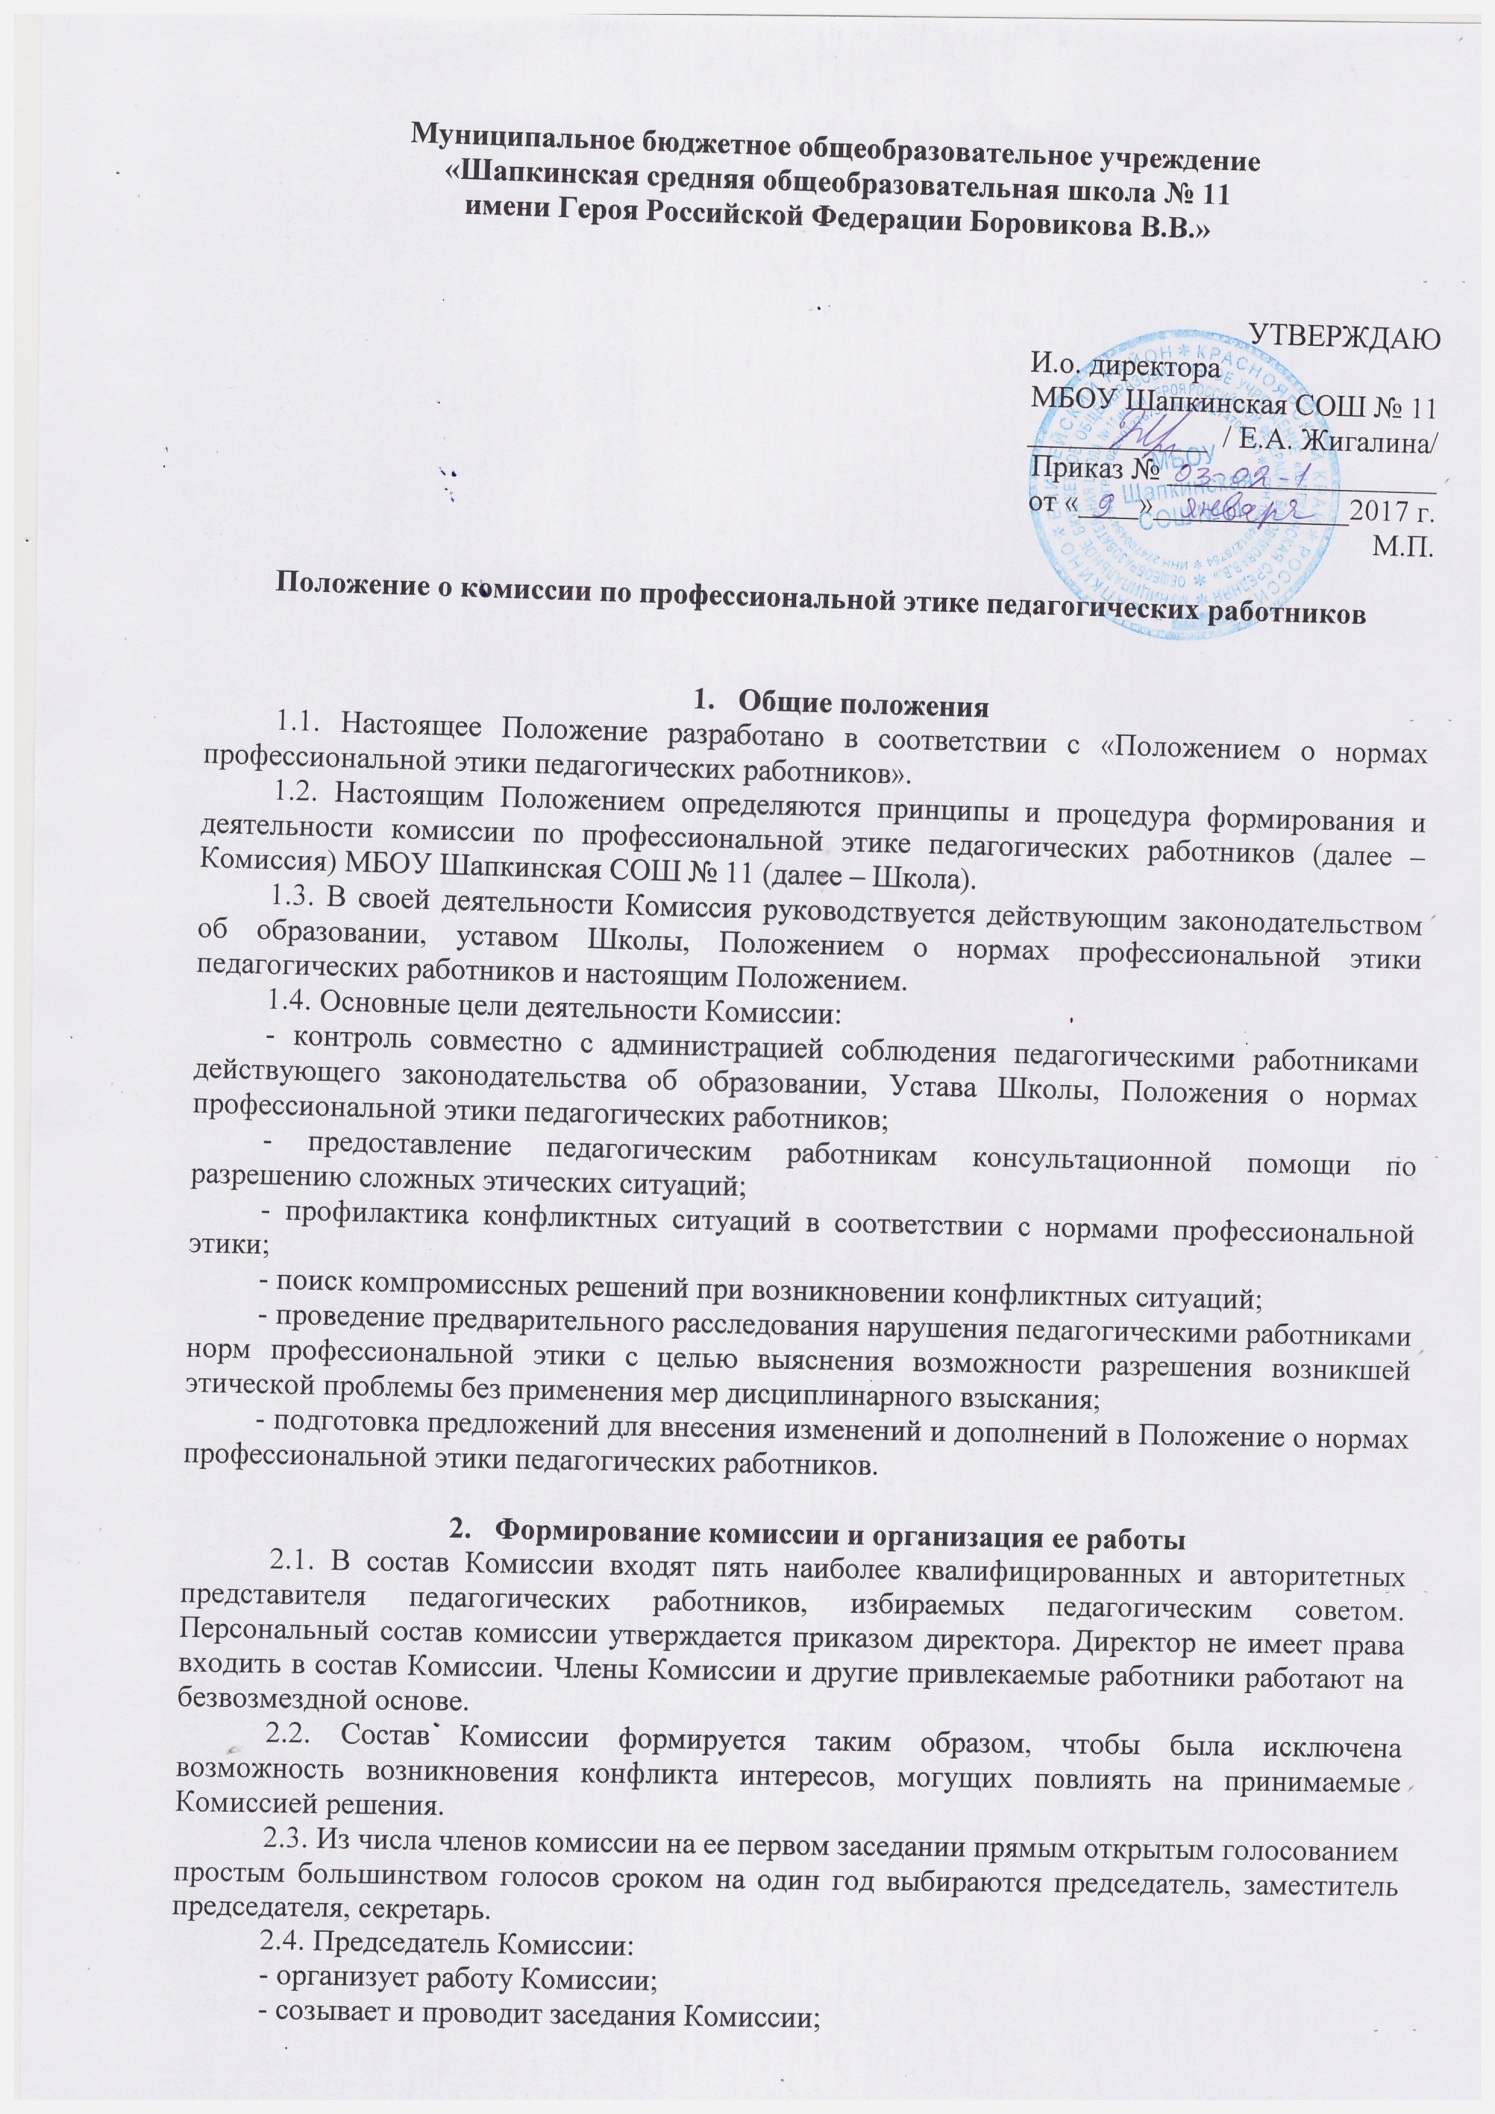 Муниципальное бюджетное общеобразовательное учреждение
«Шапкинская средняя общеобразовательная школа № 11
имени Героя Российской Федерации Боровикова В.В.»
УТВЕРЖДАЮ
И.о. директора
МБОУ Шапкинская СОШ № 11
____________ / Е.А. Жигалина/
Приказ № 03-02-1
от « 9 » января 2017 г.
М.П.
МБОУ
Шапкинская
СОШ
Положение о комиссии по профессиональной этике педагогических работников
1. Общие положения
1.1. Настоящее Положение разработано в соответствии с «Положением о нормах
профессиональной этики педагогических работников».
1.2. Настоящим Положением определяются принципы и процедура формирования и
деятельности комиссии по профессиональной этике педагогических работников (далее –
Комиссия) МБОУ Шапкинская СОШ № 11 (далее – Школа).
1.3. В своей деятельности Комиссия руководствуется действующим законодательством
об образовании, уставом Школы, Положением о нормах профессиональной этики
педагогических работников и настоящим Положением.
1.4. Основные цели деятельности Комиссии:
- контроль совместно с администрацией соблюдения педагогическими работниками
действующего законодательства об образовании, Устава Школы, Положения о нормах
профессиональной этики педагогических работников;
- предоставление педагогическим работникам консультационной помощи по
разрешению сложных этических ситуаций;
- профилактика конфликтных ситуаций в соответствии с нормами профессиональной
этики;
- поиск компромиссных решений при возникновении конфликтных ситуаций;
- проведение предварительного расследования нарушения педагогическими работниками
норм профессиональной этики с целью выяснения возможности разрешения возникшей
этической проблемы без применения мер дисциплинарного взыскания;
- подготовка предложений для внесения изменений и дополнений в Положение о нормах
профессиональной этики педагогических работников.
2. Формирование комиссии и организация ее работы
2.1. В состав Комиссии входят пять наиболее квалифицированных и авторитетных
представителя педагогических работников, избираемых педагогическим советом.
Персональный состав комиссии утверждается приказом директора. Директор не имеет права
входить в состав Комиссии. Члены Комиссии и другие привлекаемые работники работают на
безвозмездной основе.
2.2. Состав Комиссии формируется таким образом, чтобы была исключена
возможность возникновения конфликта интересов, могущих повлиять на принимаемые
Комиссией решения.
2.3. Из числа членов комиссии на ее первом заседании прямым открытым голосованием
простым большинством голосов сроком на один год выбираются председатель, заместитель
председателя, секретарь.
2.4. Председатель Комиссии:
- организует работу Комиссии;
- созывает и проводит заседания Комиссии;